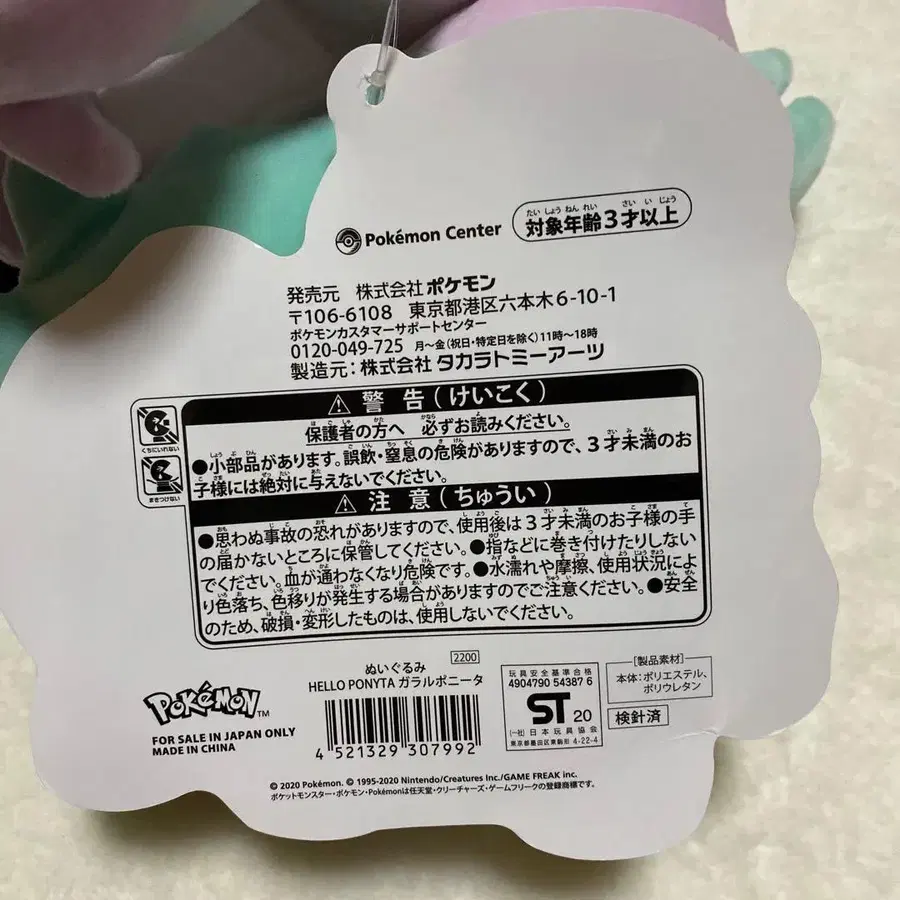 Pokémon Center
たいしょうねんれい さいいじょう
対象年齢3才以上
発売元 株式会社ポケモン
〒106-6108 東京都港区六本木6-10-1
ポケモンカスタマーサポートセンター
0120-049-725 月~金(祝日・特定日を除く)11時~18時
製造元:株式会社タカラトミーアーツ
くちにいれない
まきつけない
⚠警告(けいこく)
保護者の方へ 必ずお読みください。
●小部品があります。誤飲・窒息の危険がありますので、3才未満のお
子様には絶対に与えないでください。
⚠注意(ちゅうい)
●思わぬ事故の恐れがありますので、使用後は3才未満のお子様の手
の届かないところに保管してください。●指などに巻き付けたりしない
でください。血が通わなくなり危険です。●水濡れや摩擦、使用状況によ
り色落ち、色移りが発生する場合がありますのでご注意ください。●安全
のため、破損・変形したものは、使用しないでください。
POKÉMON™
FOR SALE IN JAPAN ONLY
MADE IN CHINA
ぬいぐるみ 2200
HELLO PONYTA ガラルポニータ
4 521329 307992
玩具安全基準合格
4904790 54387 6
ST 20
(一社)日本玩具協会
東京都墨田区東駒形 4-22-4
[製品素材]
本体:ポリエステル、
ポリウレタン
検針済
© 2020 Pokémon. © 1995-2020 Nintendo/Creatures Inc./GAME FREAK inc.
ポケットモンスター・ポケモン・Pokémonは任天堂・クリーチャーズ・ゲームフリークの登録商標です。